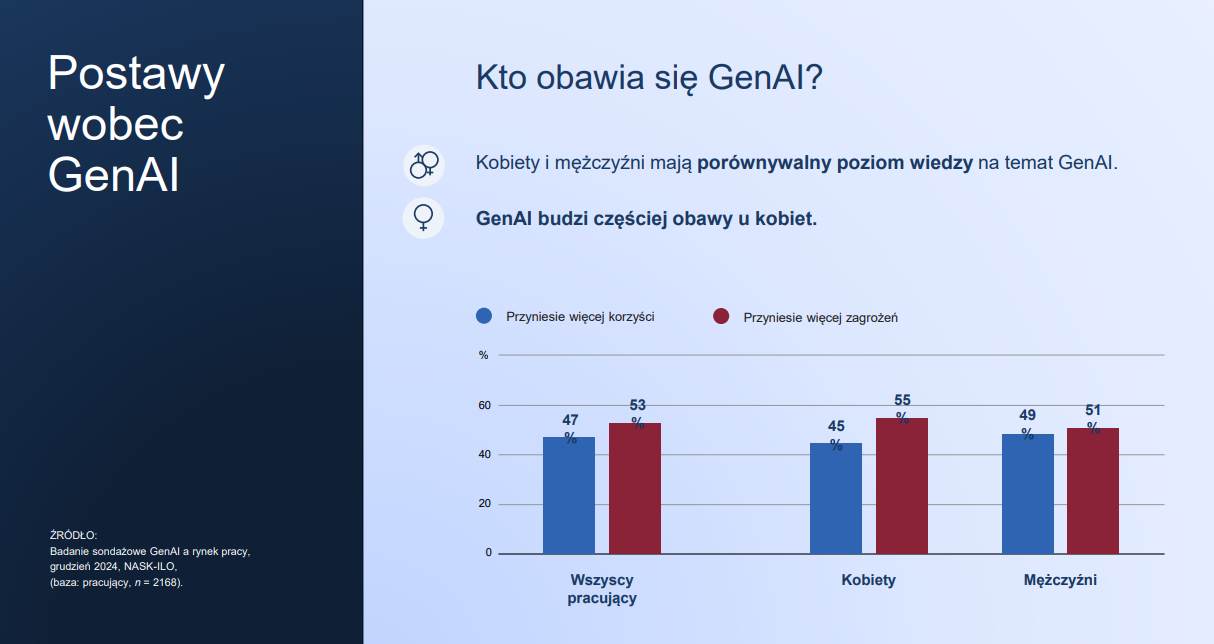 Postawy
wobec
GenAI
ŹRÓDŁO:
Badanie sondażowe GenAI a rynek pracy,
grudzień 2024, NASK-ILO,
(baza: pracujący, n = 2168).
Kto obawia się GenAI?
Kobiety i mężczyźni mają porównywalny poziom wiedzy na temat GenAI.
GenAI budzi częściej obawy u kobiet.
Przyniesie więcej korzyści
Przyniesie więcej zagrożeń
%
60
40
20
0
47
%
53
%
45
%
55
%
49
%
51
%
Wszyscy
pracujący
Kobiety
Mężczyźni